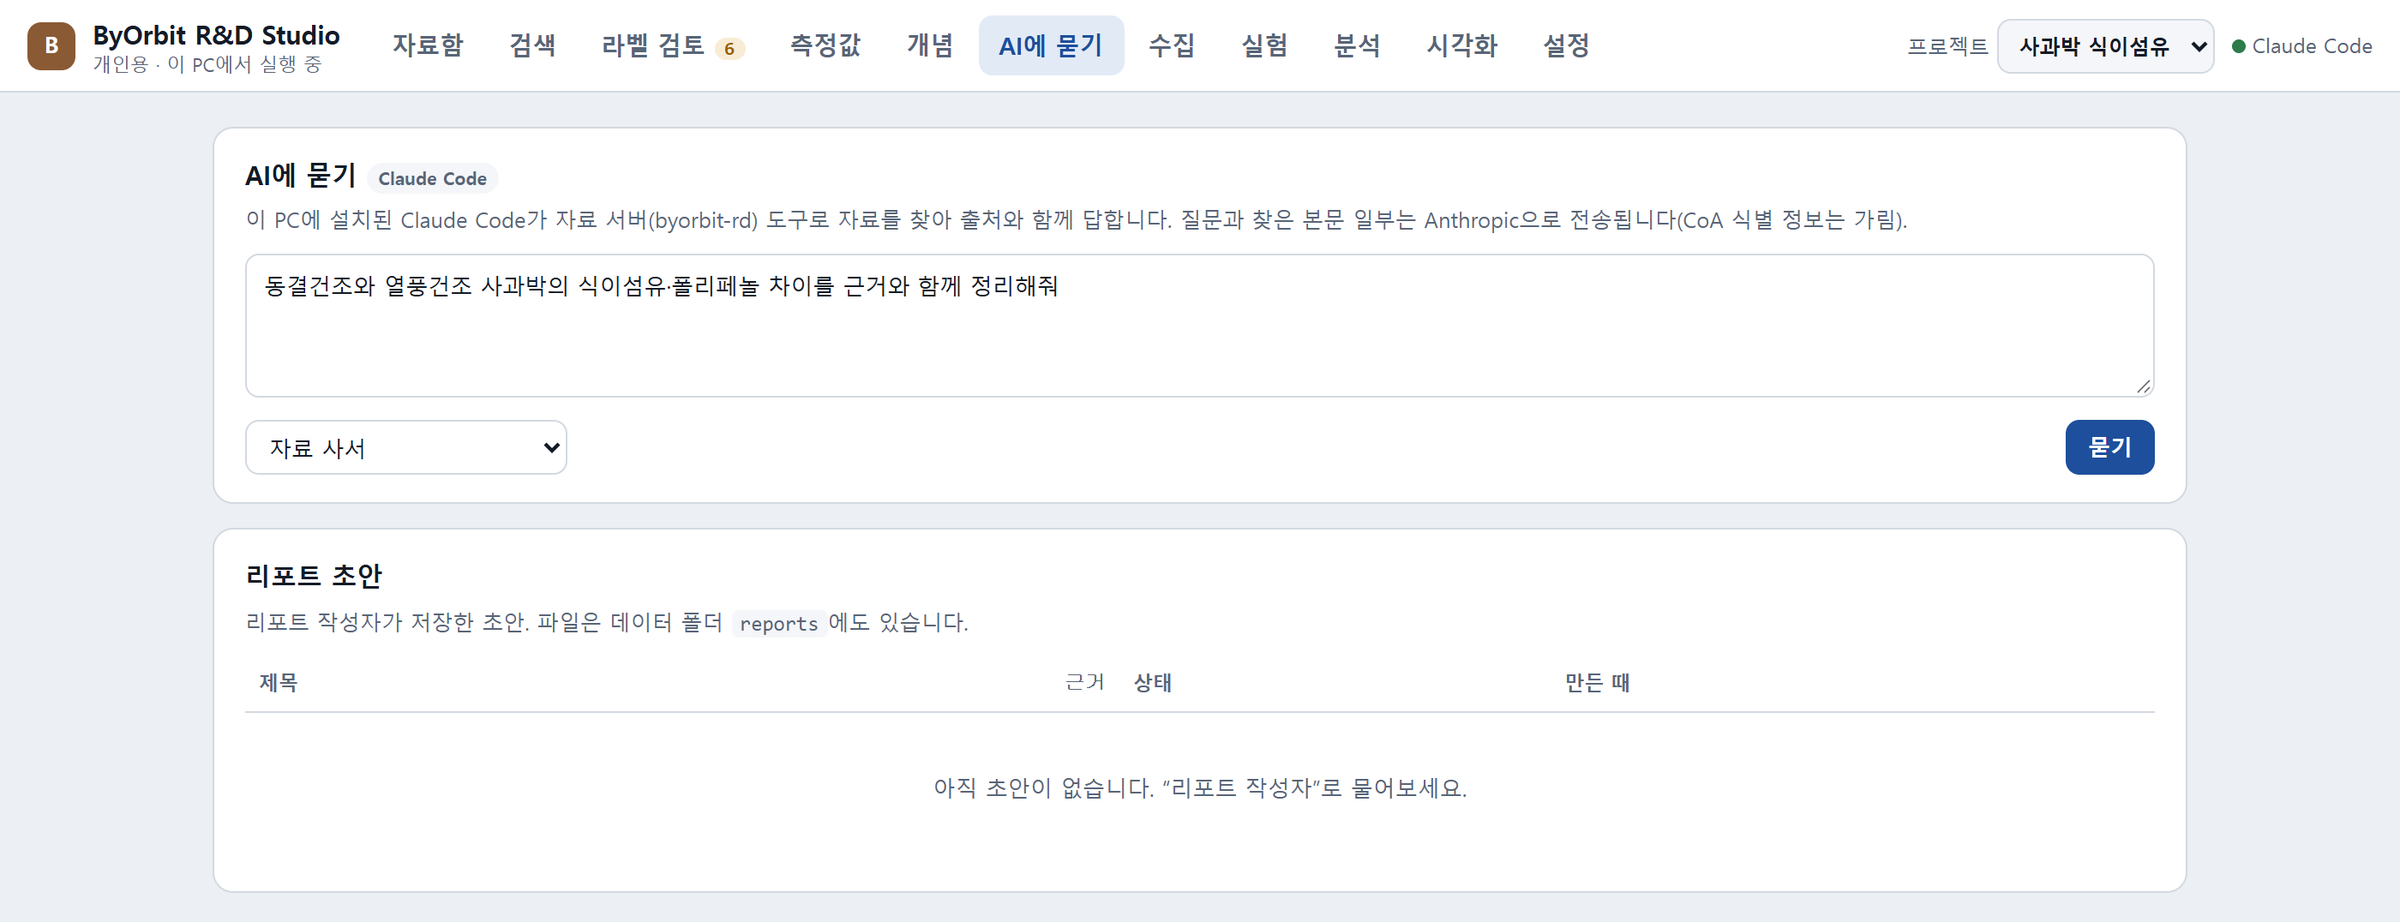 B
ByOrbit R&D Studio
개인용 · 이 PC에서 실행 중
자료함 검색 라벨 검토 6 측정값 개념 AI에 묻기 수집 실험 분석 시각화 설정
프로젝트 사과박 식이섬유 Claude Code
AI에 묻기 Claude Code
이 PC에 설치된 Claude Code가 자료 서버(byorbit-rd) 도구로 자료를 찾아 출처와 함께 답합니다. 질문과 찾은 본문 일부는 Anthropic으로 전송됩니다(CoA 식별 정보는 가림).
동결건조와 열풍건조 사과박의 식이섬유·폴리페놀 차이를 근거와 함께 정리해줘
자료 사서 묻기
리포트 초안
리포트 작성자가 저장한 초안. 파일은 데이터 폴더 reports에도 있습니다.
제목 근거 상태 만든 때
아직 초안이 없습니다. “리포트 작성자”로 물어보세요.